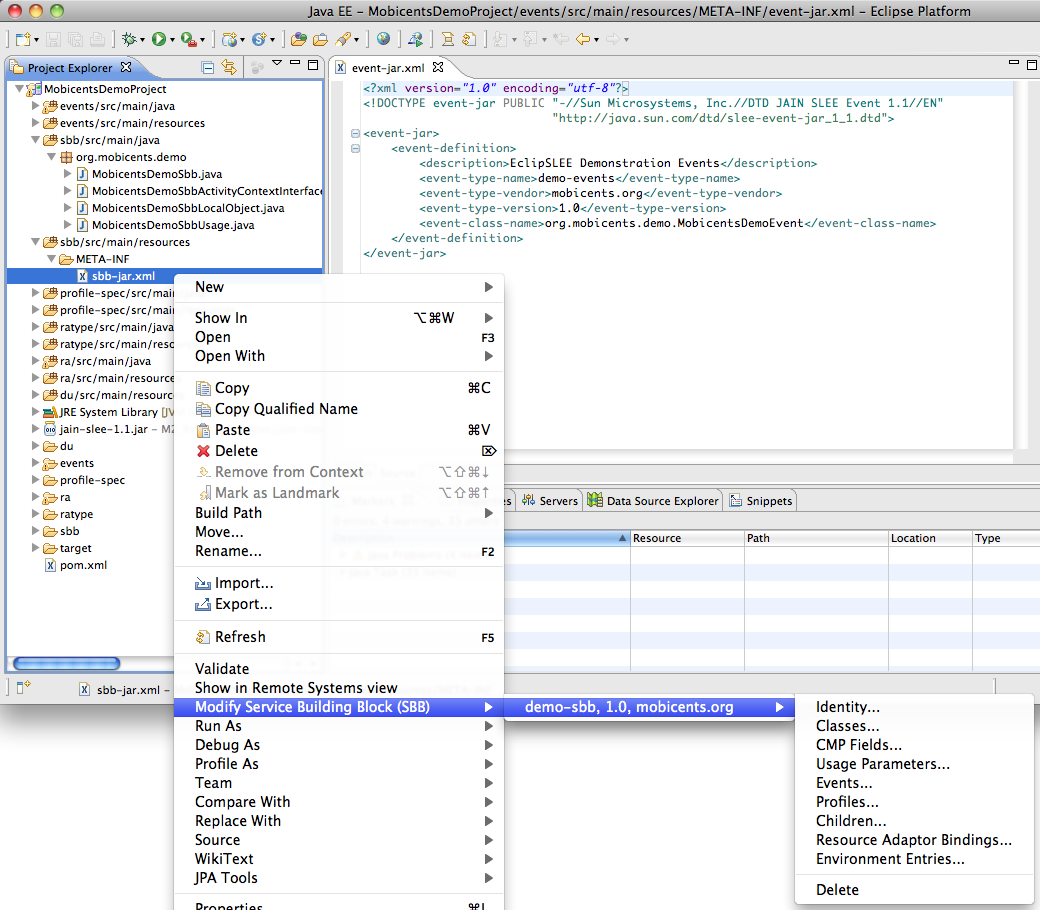 Java EE – MobicentsDemoProject/events/src/main/resources/META-INF/event-jar.xml – Eclipse Platform
Project Explorer
MobicentsDemoProject
events/src/main/java
events/src/main/resources
sbb/src/main/java
org.mobicents.demo
MobicentsDemoSbb.java
MobicentsDemoSbbActivityContextInterfac
MobicentsDemoSbbLocalObject.java
MobicentsDemoSbbUsage.java
sbb/src/main/resources
META-INF
sbb-jar.xml
profile-spec/src/mai
profile-spec/src/mai
ratype/src/main/java
ratype/src/main/reso
ra/src/main/java
ra/src/main/resource
du/src/main/resourc
JRE System Library [JV
jain-slee-1.1.jar – M2
du
events
profile-spec
ra
ratype
sbb
target
pom.xml
sbb-jar.xml –
event-jar.xml
<?xml version="1.0" encoding="utf-8"?>
<!DOCTYPE event-jar PUBLIC "-//Sun Microsystems, Inc.//DTD JAIN SLEE Event 1.1//EN"
"http://java.sun.com/dtd/slee-event-jar_1_1.dtd">
<event-jar>
<event-definition>
<description>EclipSLEE Demonstration Events</description>
<event-type-name>demo-events</event-type-name>
<event-type-vendor>mobicents.org</event-type-vendor>
<event-type-version>1.0</event-type-version>
<event-class-name>org.mobicents.demo.MobicentsDemoEvent</event-class-name>
</event-definition>
</event-jar>
es Servers Data Source Explorer Snippets
Resource Path Location Type
New
Show In ⌥⌘W
Open F3
Open With
Copy ⌘C
Copy Qualified Name
Paste ⌘V
Delete ⌦
Remove from Context ⌥⇧⌘↓
Mark as Landmark ⌥⇧⌘↑
Build Path
Move...
Rename... F2
Import...
Export...
Refresh F5
Validate
Show in Remote Systems view
Modify Service Building Block (SBB)
Run As
Debug As
Profile As
Team
Compare With
Replace With
Source
WikiText
JPA Tools
Properties ⌘I
demo-sbb, 1.0, mobicents.org
Identity...
Classes...
CMP Fields...
Usage Parameters...
Events...
Profiles...
Children...
Resource Adaptor Bindings...
Environment Entries...
Delete